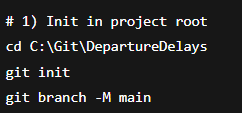 # 1) Init in project root
cd C:\Git\DepartureDelays
git init
git branch -M main